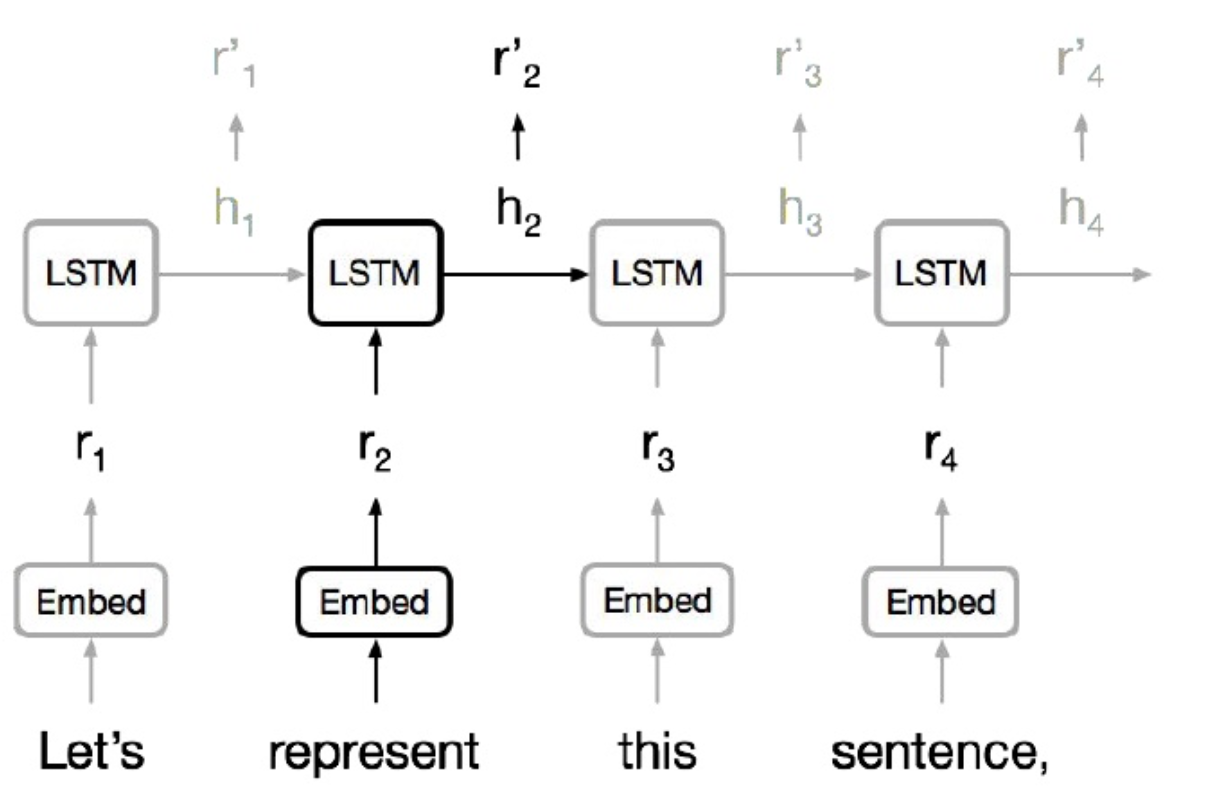 r’1 r’2 r’3 r’4
h1 h2 h3 h4
LSTM LSTM LSTM LSTM
r1 r2 r3 r4
Embed Embed Embed Embed
Let’s represent this sentence,